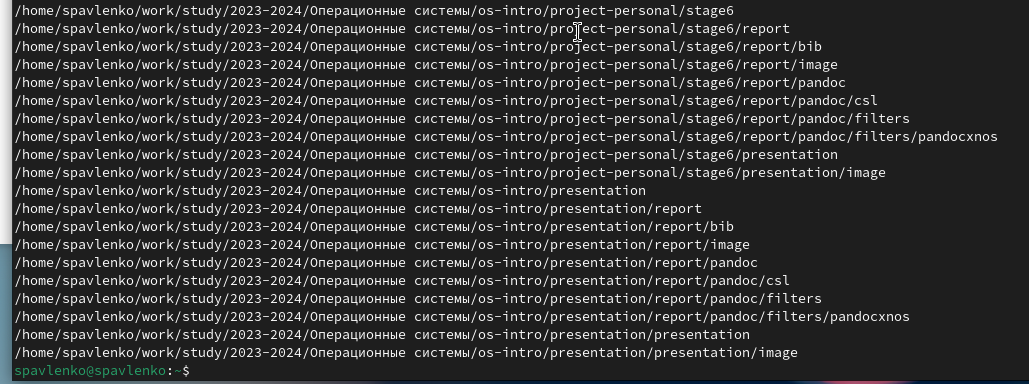 /home/spavlenko/work/study/2023-2024/Операционные системы/os-intro/project-personal/stage6
/home/spavlenko/work/study/2023-2024/Операционные системы/os-intro/project-personal/stage6/report
/home/spavlenko/work/study/2023-2024/Операционные системы/os-intro/project-personal/stage6/report/bib
/home/spavlenko/work/study/2023-2024/Операционные системы/os-intro/project-personal/stage6/report/image
/home/spavlenko/work/study/2023-2024/Операционные системы/os-intro/project-personal/stage6/report/pandoc
/home/spavlenko/work/study/2023-2024/Операционные системы/os-intro/project-personal/stage6/report/pandoc/csl
/home/spavlenko/work/study/2023-2024/Операционные системы/os-intro/project-personal/stage6/report/pandoc/filters
/home/spavlenko/work/study/2023-2024/Операционные системы/os-intro/project-personal/stage6/report/pandoc/filters/pandocxnos
/home/spavlenko/work/study/2023-2024/Операционные системы/os-intro/project-personal/stage6/presentation
/home/spavlenko/work/study/2023-2024/Операционные системы/os-intro/project-personal/stage6/presentation/image
/home/spavlenko/work/study/2023-2024/Операционные системы/os-intro/presentation
/home/spavlenko/work/study/2023-2024/Операционные системы/os-intro/presentation/report
/home/spavlenko/work/study/2023-2024/Операционные системы/os-intro/presentation/report/bib
/home/spavlenko/work/study/2023-2024/Операционные системы/os-intro/presentation/report/image
/home/spavlenko/work/study/2023-2024/Операционные системы/os-intro/presentation/report/pandoc
/home/spavlenko/work/study/2023-2024/Операционные системы/os-intro/presentation/report/pandoc/csl
/home/spavlenko/work/study/2023-2024/Операционные системы/os-intro/presentation/report/pandoc/filters
/home/spavlenko/work/study/2023-2024/Операционные системы/os-intro/presentation/report/pandoc/filters/pandocxnos
/home/spavlenko/work/study/2023-2024/Операционные системы/os-intro/presentation/presentation
/home/spavlenko/work/study/2023-2024/Операционные системы/os-intro/presentation/presentation/image
spavlenko@spavlenko:~$